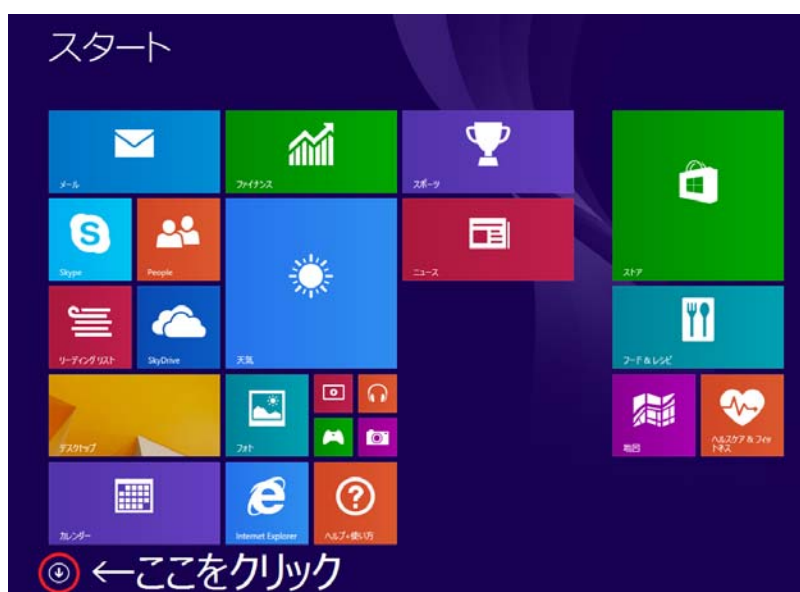 スタート
メール
ファイナンス
スポーツ
Skype
People
ニュース
ストア
リーディング リスト
SkyDrive
天気
フード & レシピ
デスクトップ
フォト
地図
ヘルスケア & フィットネス
カレンダー
Internet Explorer
ヘルプ+使い方
←ここをクリック